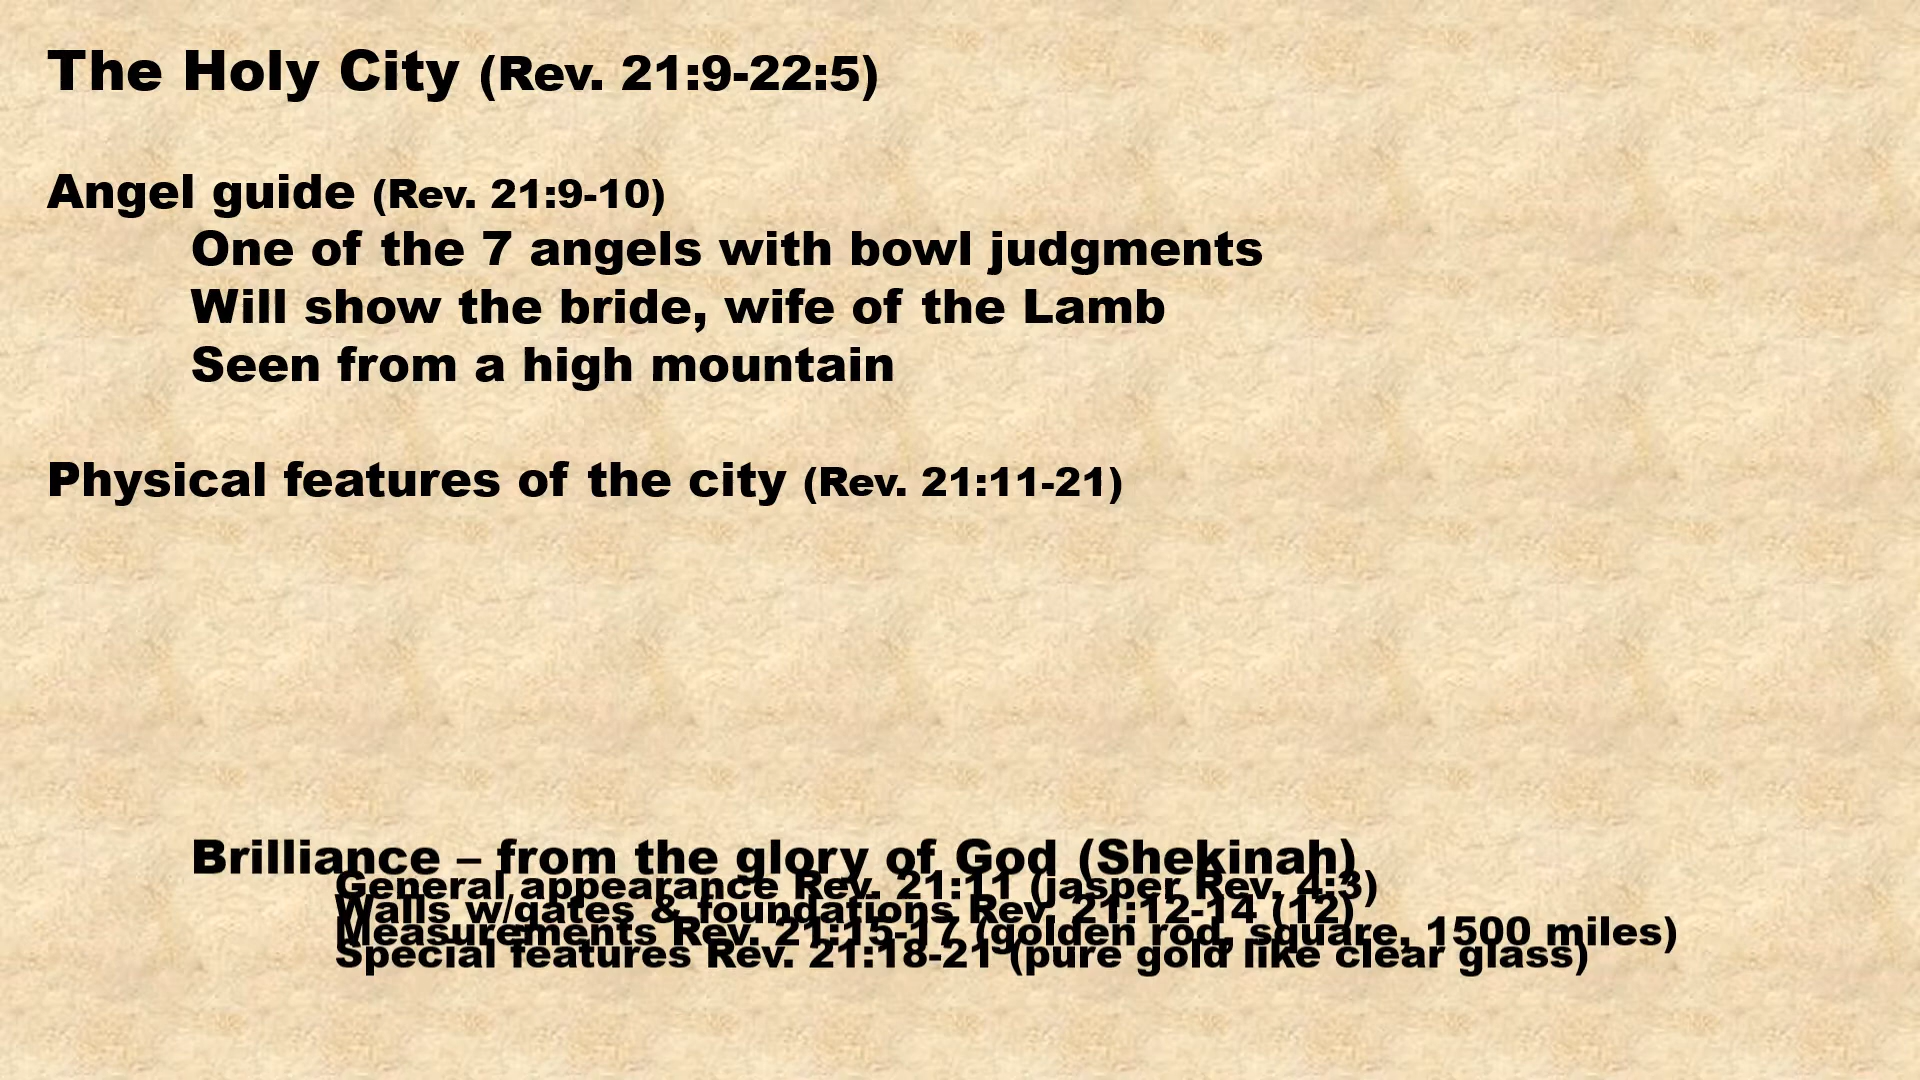 The Holy City (Rev. 21:9-22:5)
Angel guide (Rev. 21:9-10)
One of the 7 angels with bowl judgments
Will show the bride, wife of the Lamb
Seen from a high mountain
Physical features of the city (Rev. 21:11-21)
Brilliance – from the glory of God (Shekinah)
General appearance Rev. 21:11 (jasper Rev. 4:3)
Walls w/gates & foundations Rev. 21:12-14 (12)
Measurements Rev. 21:15-17 (golden rod, square, 1500 miles)
Special features Rev. 21:18-21 (pure gold like clear glass)